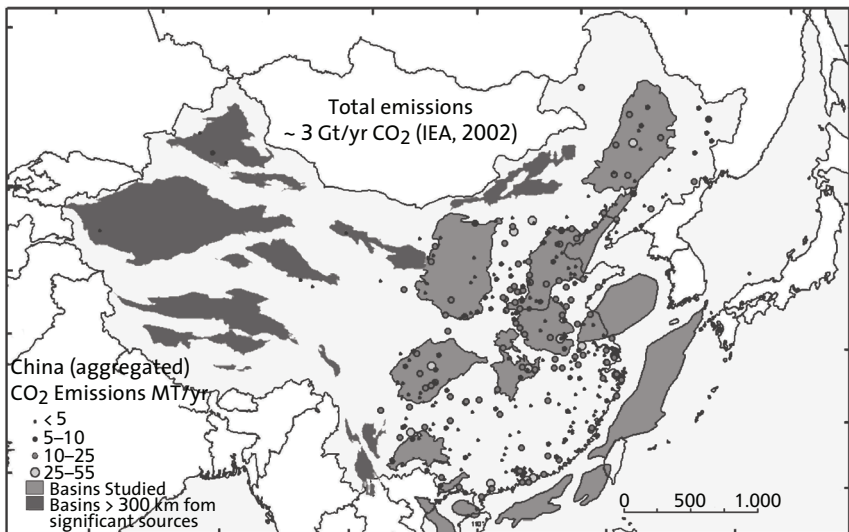 Total emissions
~ 3 Gt/yr CO₂ (IEA, 2002)
China (aggregated)
CO₂ Emissions MT/yr
< 5
5–10
10–25
25–55
Basins Studied
Basins > 300 km fom
significant sources
0 500 1.000
110°